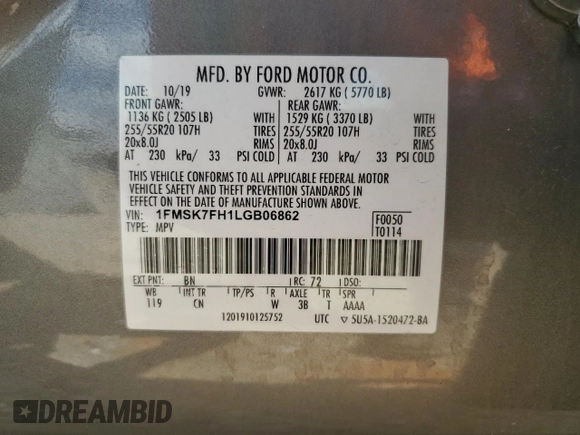 MFD. BY FORD MOTOR CO.
DATE: 10/19 GVWR: 2617 KG ( 5770 LB)
FRONT GAWR: REAR GAWR:
1136 KG ( 2505 LB) WITH 1529 KG ( 3370 LB) WITH
255/55R20 107H TIRES 255/55R20 107H TIRES
20x8.0J RIMS 20x8.0J RIMS
AT 230 kPa/ 33 PSI COLD AT 230 kPa/ 33 PSI COLD
THIS VEHICLE CONFORMS TO ALL APPLICABLE FEDERAL MOTOR
VEHICLE SAFETY AND THEFT PREVENTION STANDARDS IN
EFFECT ON THE DATE OF MANUFACTURE SHOWN ABOVE.
VIN: 1FMSK7FH1LGB06862 F0050
TYPE: MPV T0114
EXT PNT: BN RC: 72 DSO:
WB INT TR TP/PS R AXLE TR SPR
119 CN W 3B T AAAA
1201910125752 UTC ▽ 5U5A-1520472-BA
DREAMBID